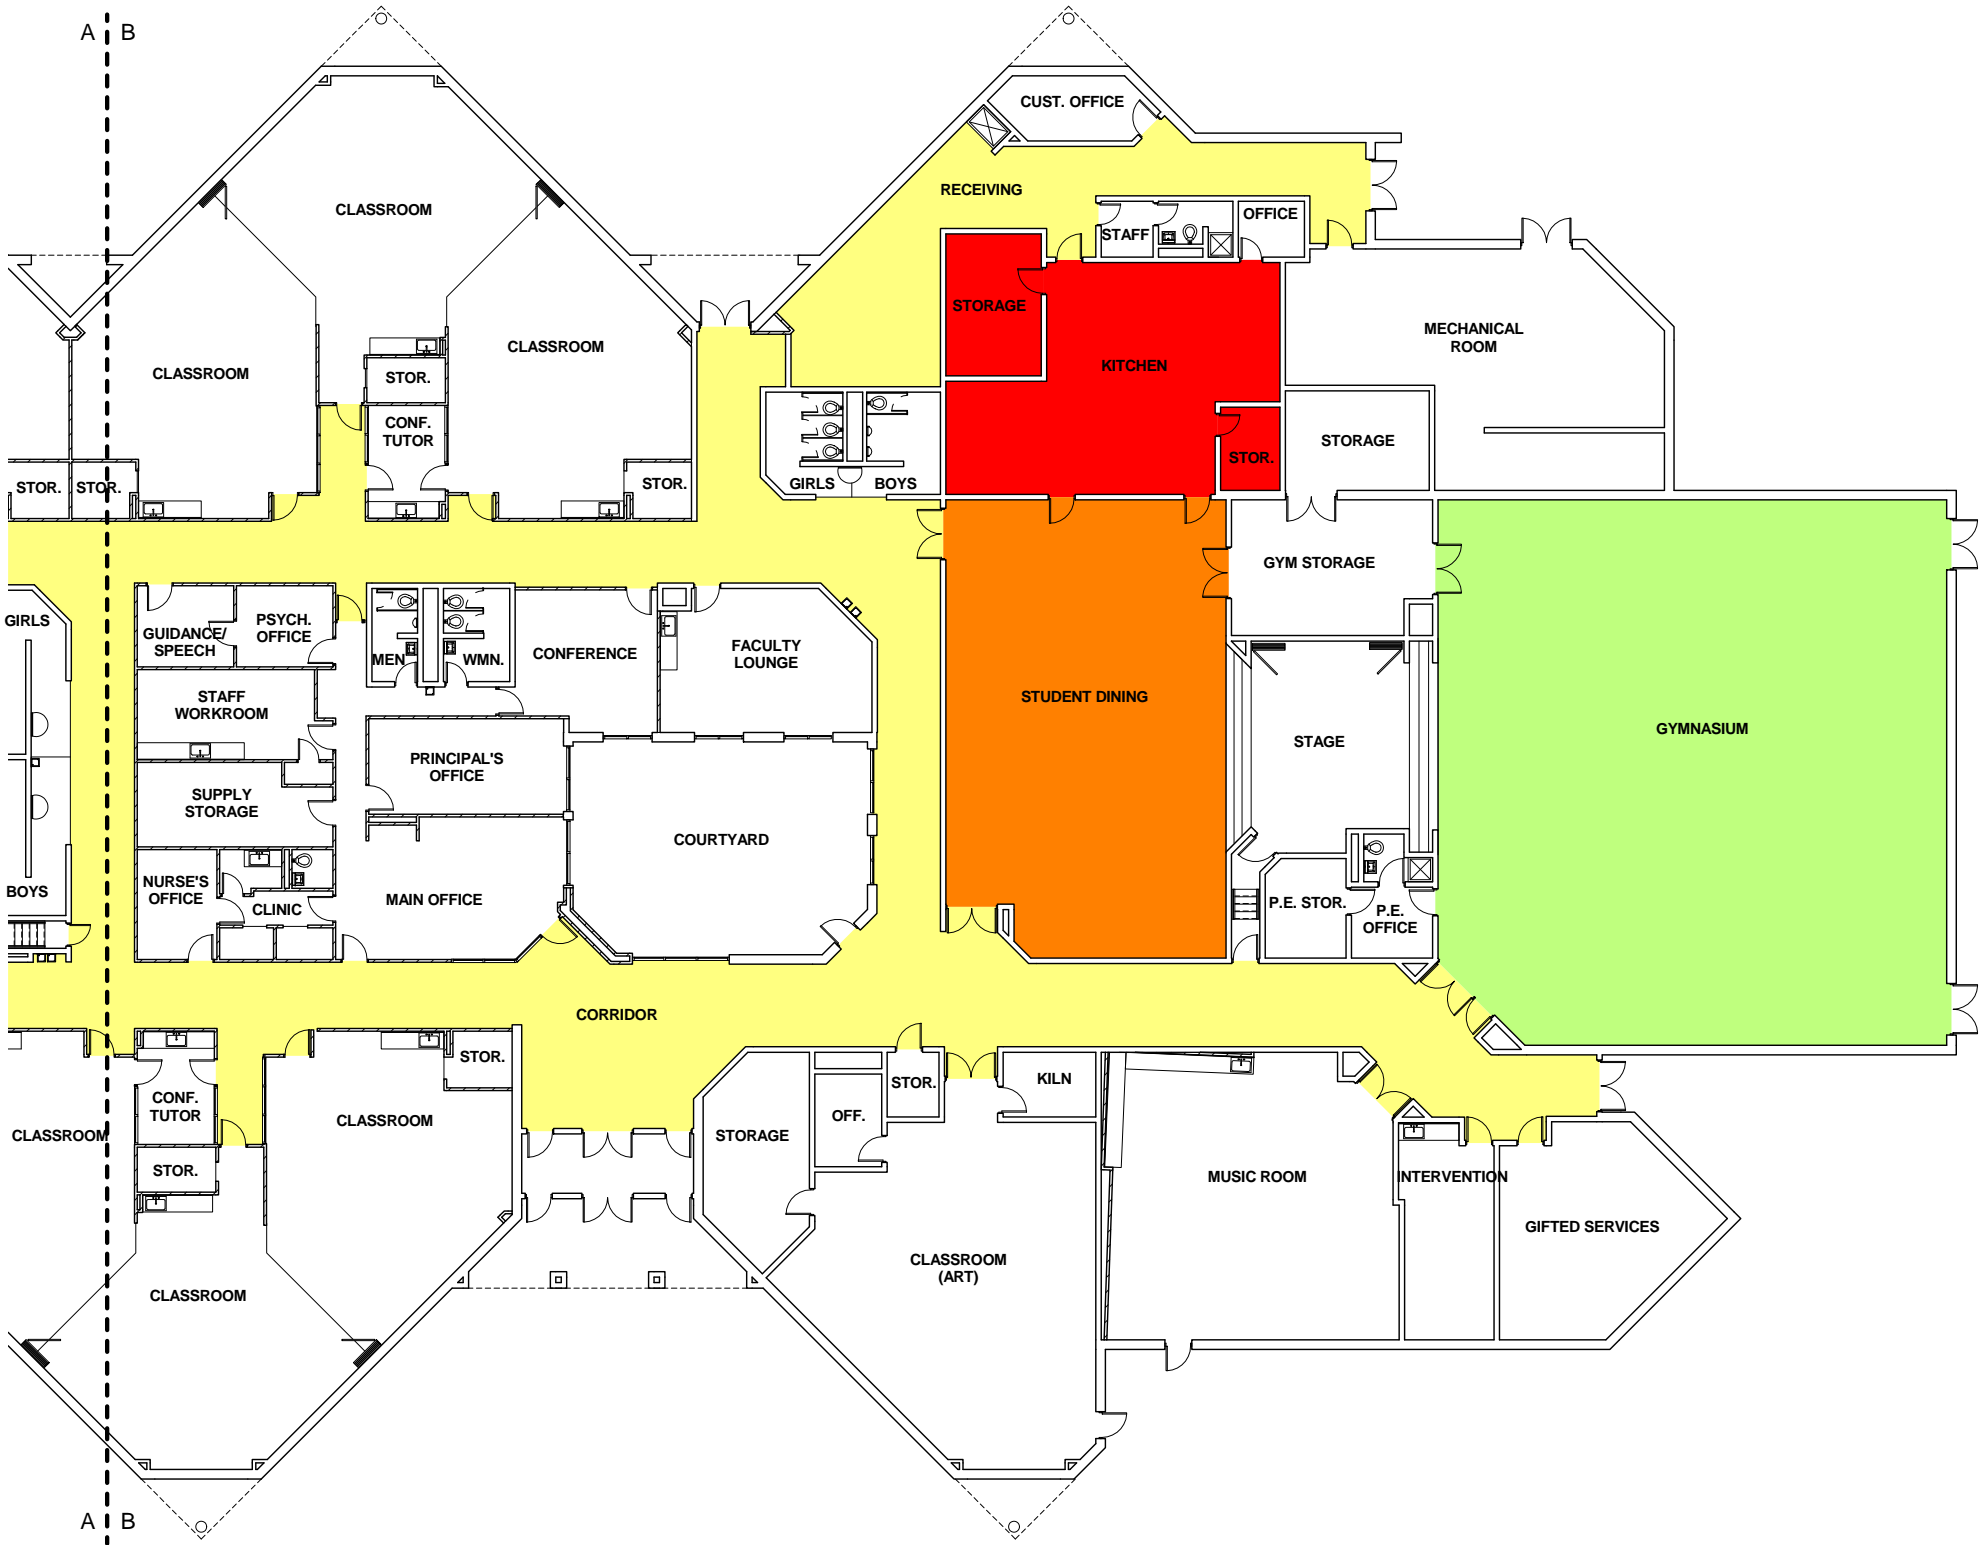 A B
CUST. OFFICE
RECEIVING
CLASSROOM
STAFF
OFFICE
STORAGE
MECHANICAL
ROOM
CLASSROOM
CLASSROOM
KITCHEN
STOR.
CONF.
TUTOR
STORAGE
STOR.
STOR.
STOR.
STOR.
GIRLS
BOYS
GYM STORAGE
GIRLS
GUIDANCE/
SPEECH
PSYCH.
OFFICE
MEN
WMN.
CONFERENCE
FACULTY
LOUNGE
STAFF
WORKROOM
STUDENT DINING
STAGE
GYMNASIUM
PRINCIPAL'S
OFFICE
SUPPLY
STORAGE
COURTYARD
BOYS
NURSE'S
OFFICE
CLINIC
MAIN OFFICE
P.E. STOR.
P.E.
OFFICE
CORRIDOR
STOR.
CONF.
TUTOR
CLASSROOM
CLASSROOM
STOR.
STORAGE
OFF.
STOR.
KILN
MUSIC ROOM
INTERVENTION
GIFTED SERVICES
CLASSROOM
CLASSROOM
(ART)
A B